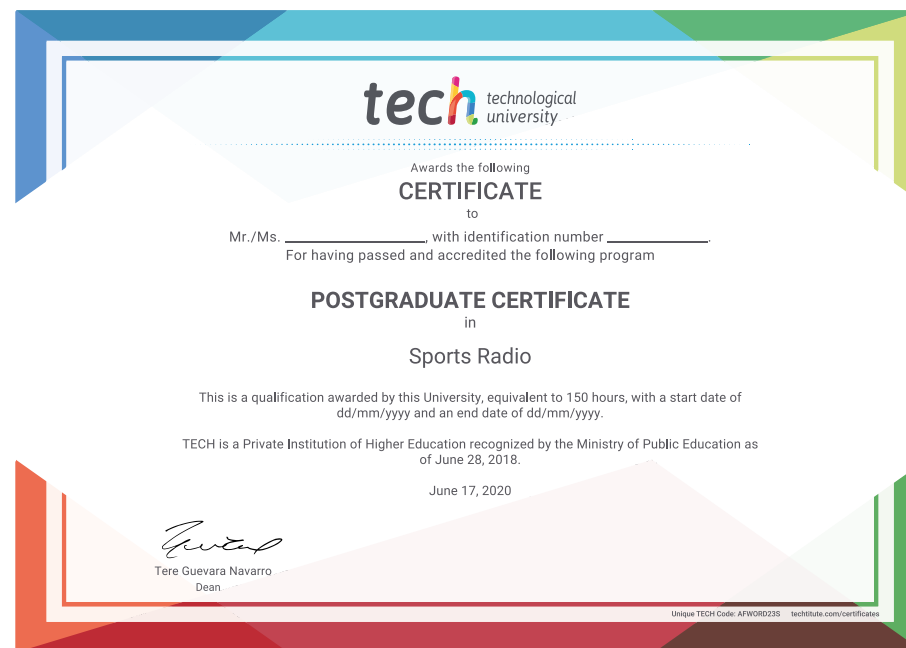 tech technological
university
Awards the following
CERTIFICATE
to
Mr./Ms. ____________________, with identification number ______________.
For having passed and accredited the following program
POSTGRADUATE CERTIFICATE
in
Sports Radio
This is a qualification awarded by this University, equivalent to 150 hours, with a start date of
dd/mm/yyyy and an end date of dd/mm/yyyy.
TECH is a Private Institution of Higher Education recognized by the Ministry of Public Education as
of June 28, 2018.
June 17, 2020
Tere Guevara Navarro
Dean
Unique TECH Code: AFWORD23S techtitute.com/certificates